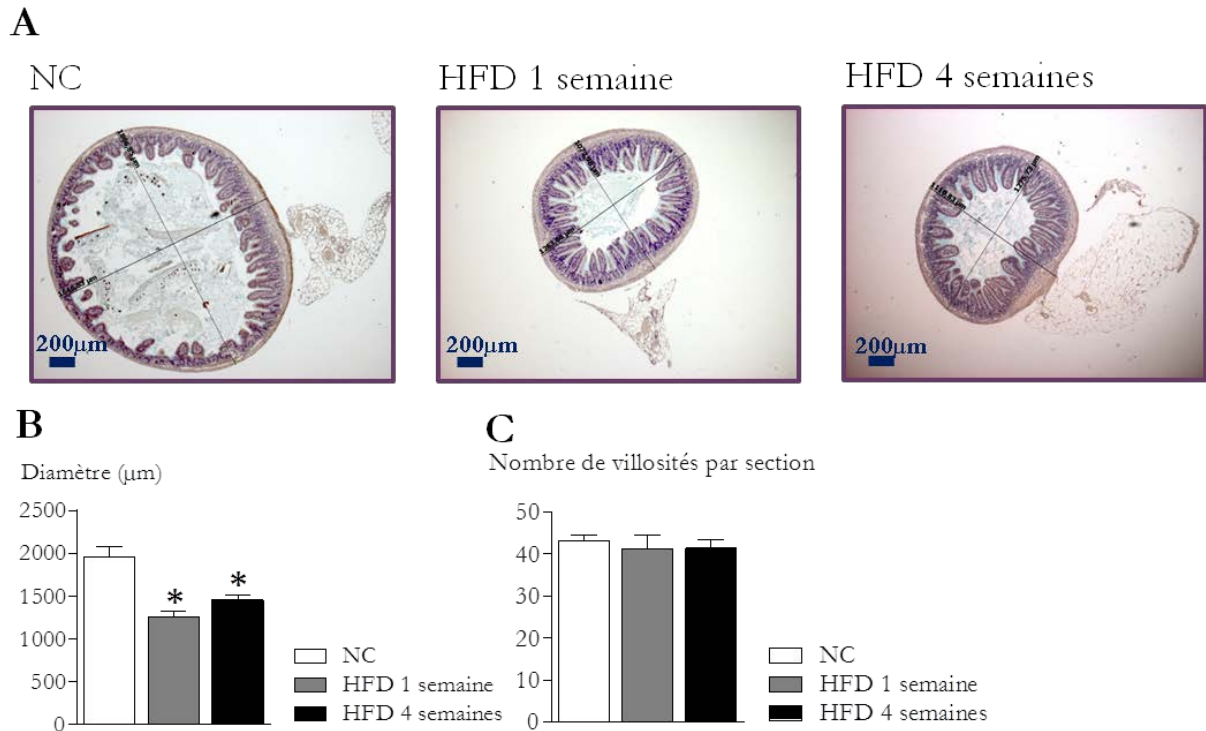 A
NC
HFD 1 semaine
HFD 4 semaines
200µm
200µm
200µm
B
Diamètre (µm)
2500
2000
1500
1000
500
0
*
*
NC
HFD 1 semaine
HFD 4 semaines
C
Nombre de villosités par section
50
40
30
20
10
0
NC
HFD 1 semaine
HFD 4 semaines